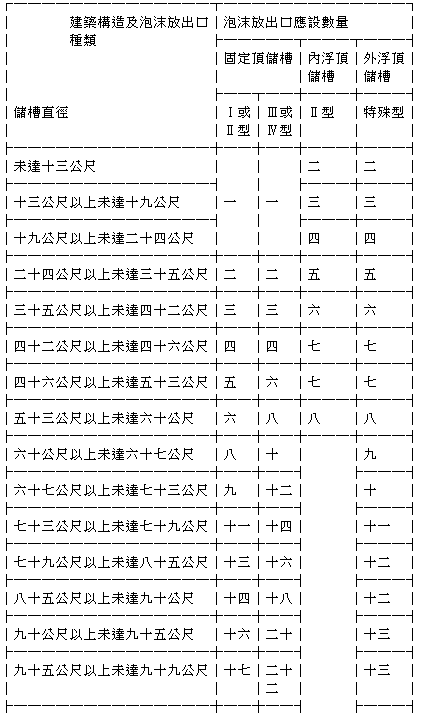 建築構造及泡沫放出口 泡沫放出口應設數量
種類
固定頂儲槽 內浮頂 外浮頂
儲槽 儲槽
儲槽直徑 Ⅰ或 Ⅲ或 Ⅱ型 特殊型
Ⅱ型 Ⅳ型
未達十三公尺 二 二
十三公尺以上未達十九公尺 一 一 三 三
十九公尺以上未達二十四公尺 四 四
二十四公尺以上未達三十五公尺 二 二 五 五
三十五公尺以上未達四十二公尺 三 三 六 六
四十二公尺以上未達四十六公尺 四 四 七 七
四十六公尺以上未達五十三公尺 五 六 七 七
五十三公尺以上未達六十公尺 六 八 八 八
六十公尺以上未達六十七公尺 八 十 九
六十七公尺以上未達七十三公尺 九 十二 十
七十三公尺以上未達七十九公尺 十一 十四 十一
七十九公尺以上未達八十五公尺 十三 十六 十二
八十五公尺以上未達九十公尺 十四 十八 十二
九十公尺以上未達九十五公尺 十六 二十 十三
九十五公尺以上未達九十九公尺 十七 二十 十三
二